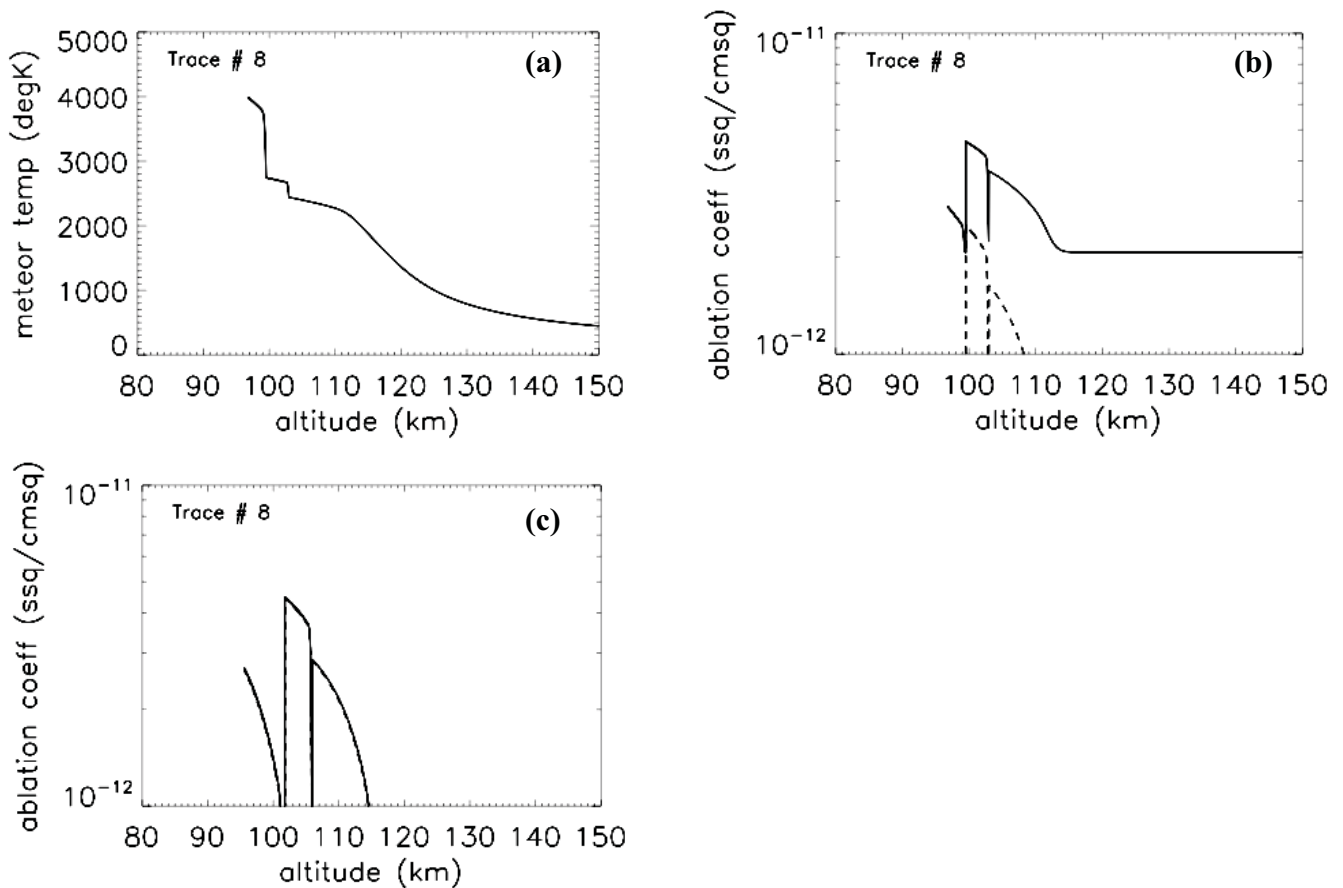 5000
4000
3000
2000
1000
0
meteor temp (degK)
Trace # 8
(a)
80 90 100 110 120 130 140 150
altitude (km)
10-11
10-12
ablation coeff (ssq/cmsq)
Trace # 8
(b)
80 90 100 110 120 130 140 150
altitude (km)
10-11
10-12
ablation coeff (ssq/cmsq)
Trace # 8
(c)
80 90 100 110 120 130 140 150
altitude (km)